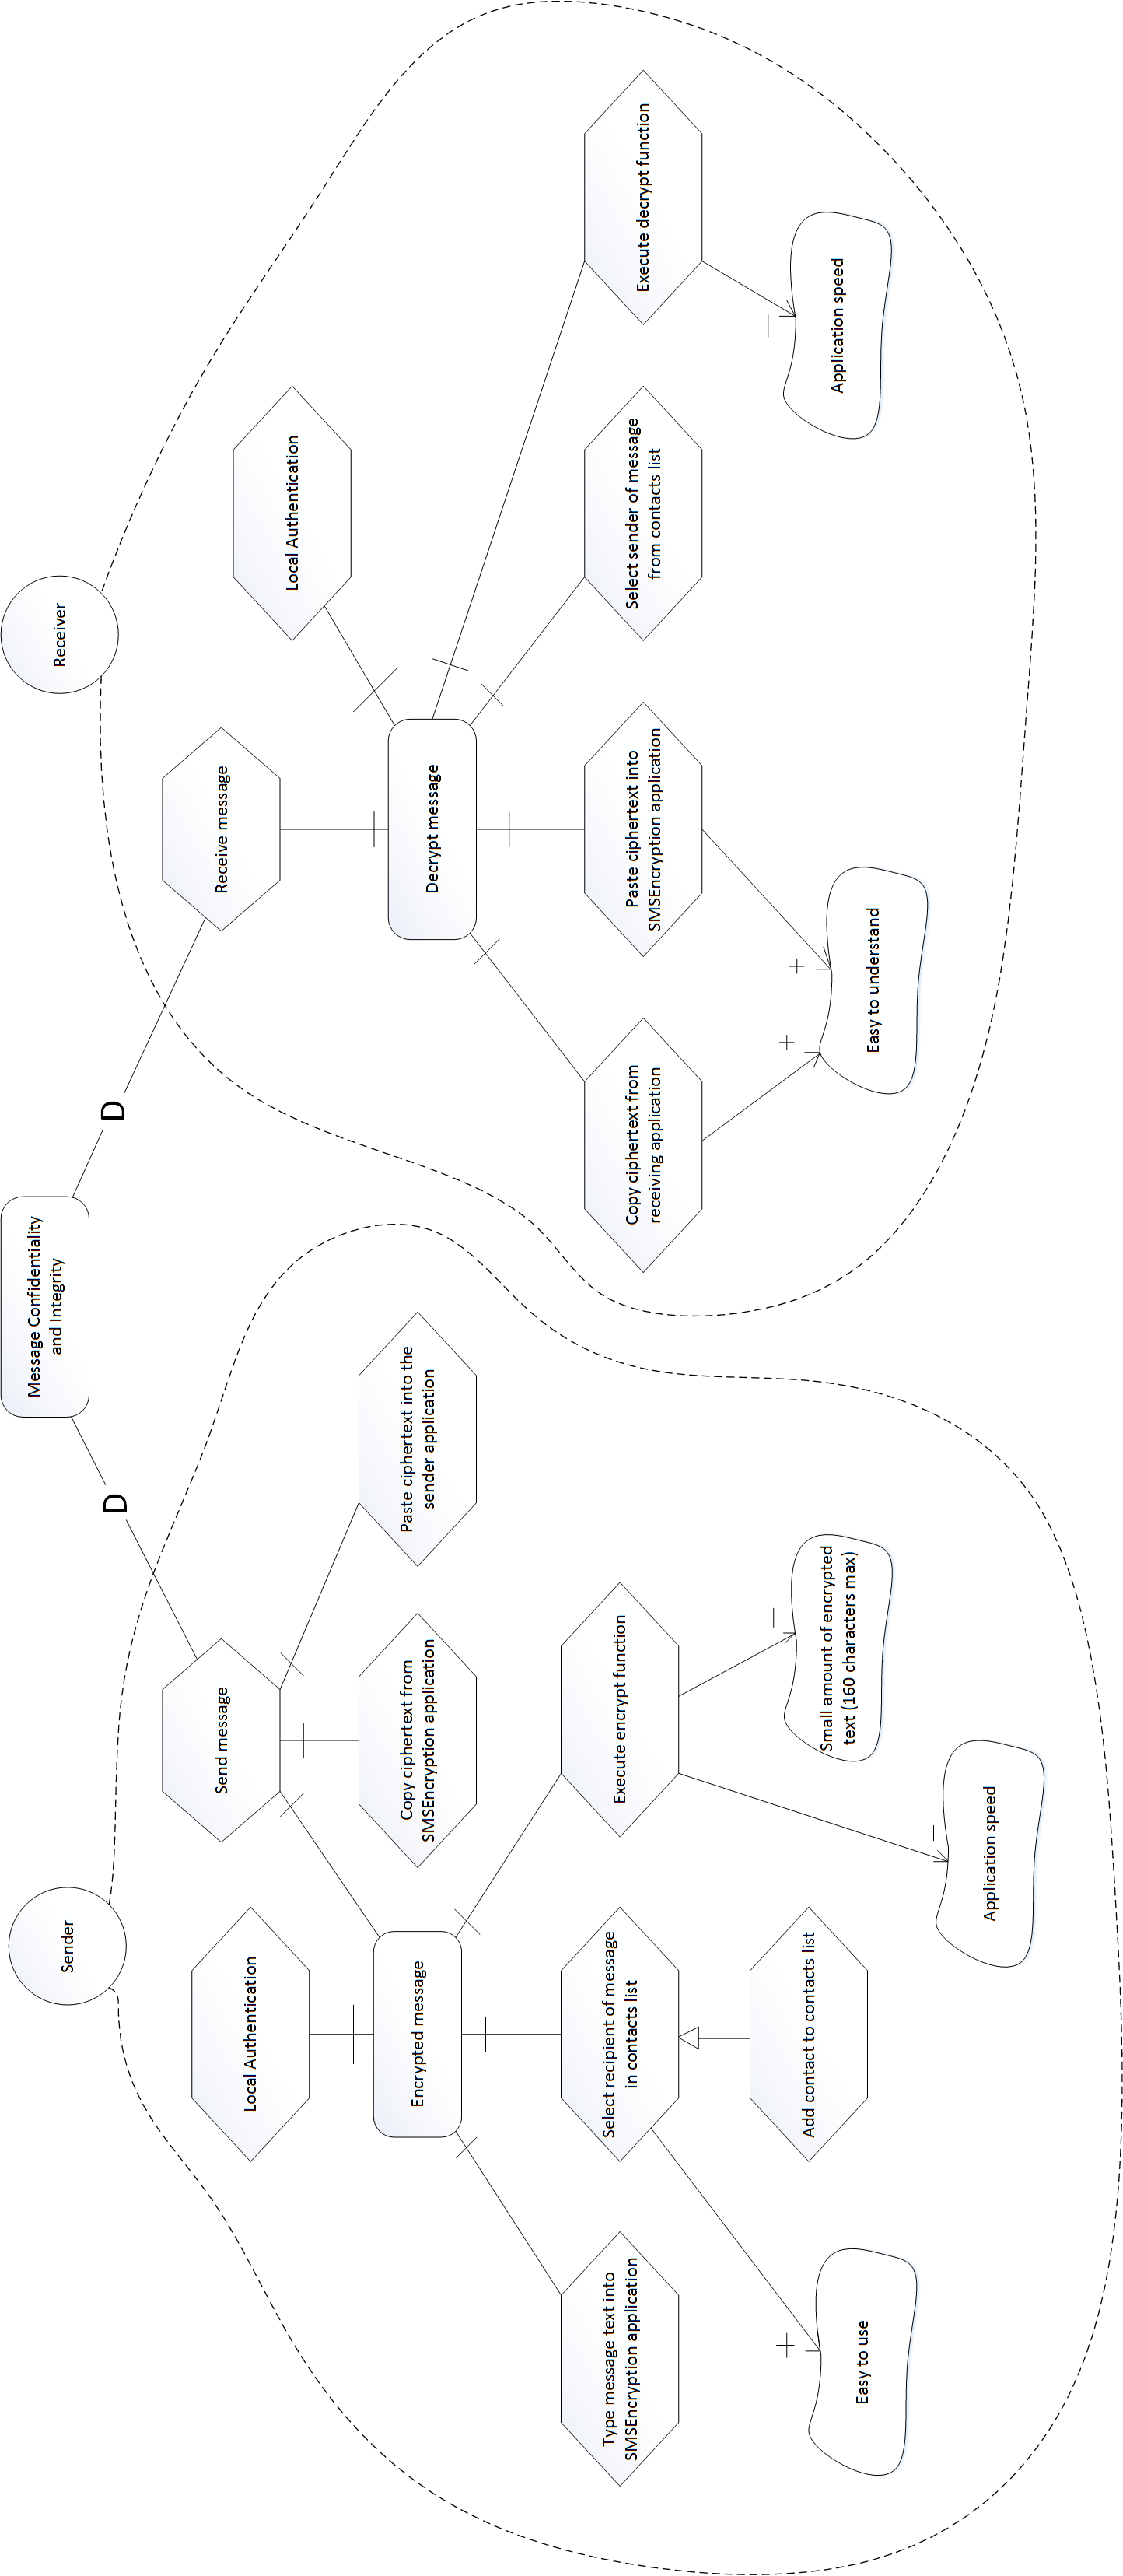 Message Confidentiality
and Integrity
D
D
Sender
Send message
Local Authentication
Copy ciphertext from
SMSEncryption application
Paste ciphertext into the
sender application
Encrypted message
Type message text into
SMSEncryption application
Select recipient of message
in contacts list
Execute encrypt function
Add contact to contacts list
Small amount of encrypted
text (160 characters max)
Easy to use
Application speed
+
–
–
Receiver
Receive message
Local Authentication
Decrypt message
Copy ciphertext from
receiving application
Paste ciphertext into
SMSEncryption application
Select sender of message
from contacts list
Execute decrypt function
+
+
–
Easy to understand
Application speed